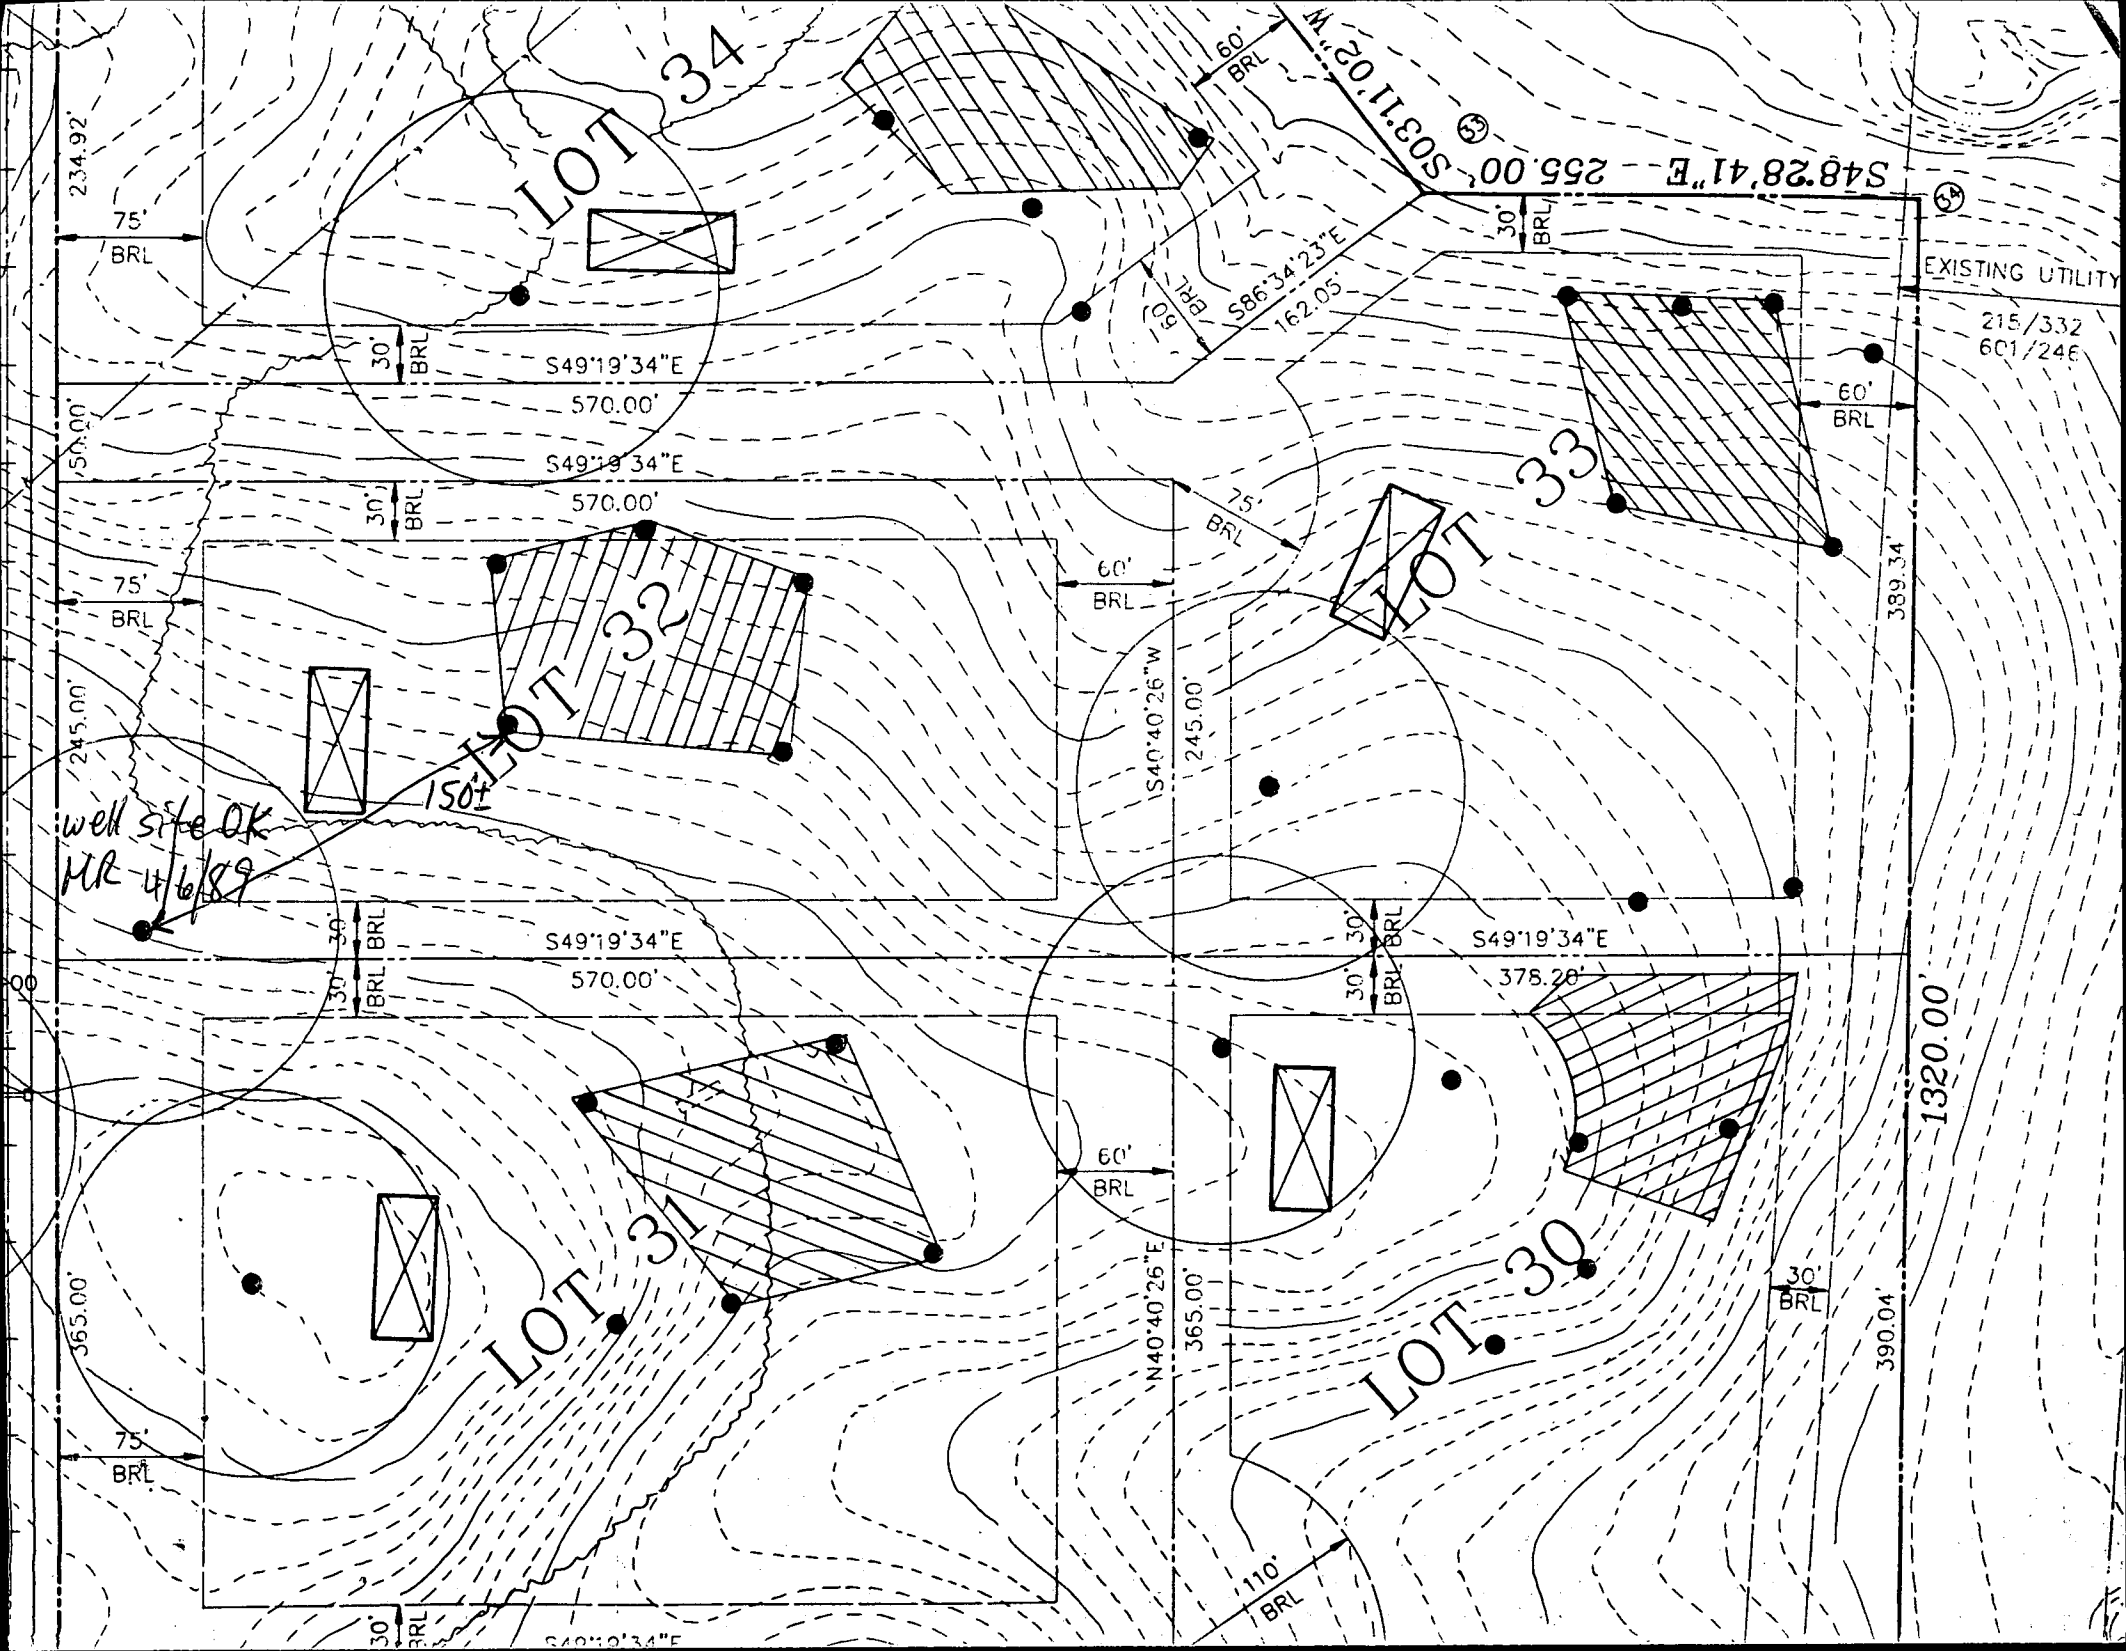 LOT 34
60'
BRL
S03°11'02"W
33
S48°28'41"E -- 255.00'
34
234.92'
75'
BRL
30'
BRL
EXISTING UTILITY
215/332
601/246
60'
BRL
S86°34'23"E
162.05'
30'
BRL
S49°19'34"E
570.00'
50.00'
60'
BRL
S49°19'34"E
570.00'
30'
BRL
75'
BRL
LOT 33
389.34'
75'
BRL
60'
BRL
LOT 32
S40°40'26"W
245.00'
245.00'
150'±
well site OK
MR 4/6/89
30'
BRL
S49°19'34"E
570.00'
30'
BRL
30'
BRL
S49°19'34"E
378.20'
30'
BRL
00
1320.00'
60'
BRL
LOT 31
LOT 30
N40°40'26"E
365.00'
365.00'
30'
BRL
390.04'
75'
BRL
110'
BRL
30'
BRL
S49°19'34"E